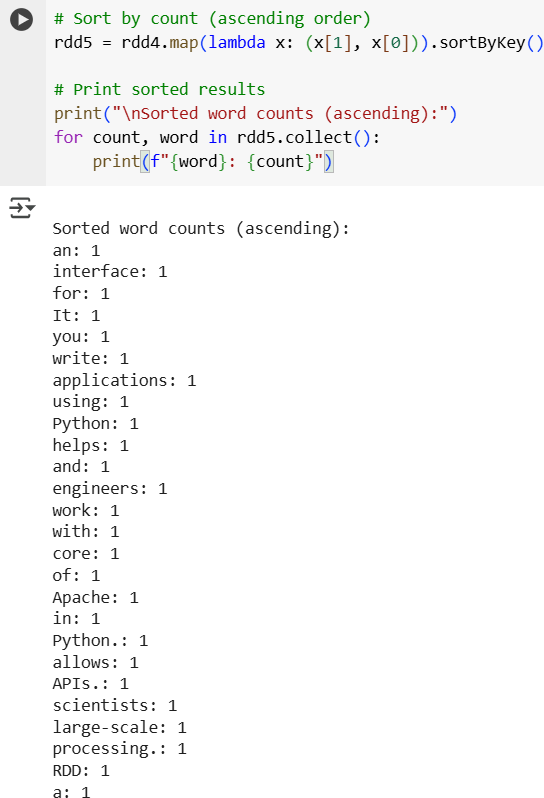 # Sort by count (ascending order)
rdd5 = rdd4.map(lambda x: (x[1], x[0])).sortByKey()
# Print sorted results
print("\nSorted word counts (ascending):")
for count, word in rdd5.collect():
    print(f"{word}: {count}")
Sorted word counts (ascending):
an: 1
interface: 1
for: 1
It: 1
you: 1
write: 1
applications: 1
using: 1
Python: 1
helps: 1
and: 1
engineers: 1
work: 1
with: 1
core: 1
of: 1
Apache: 1
in: 1
Python.: 1
allows: 1
APIs.: 1
scientists: 1
large-scale: 1
processing.: 1
RDD: 1
a: 1